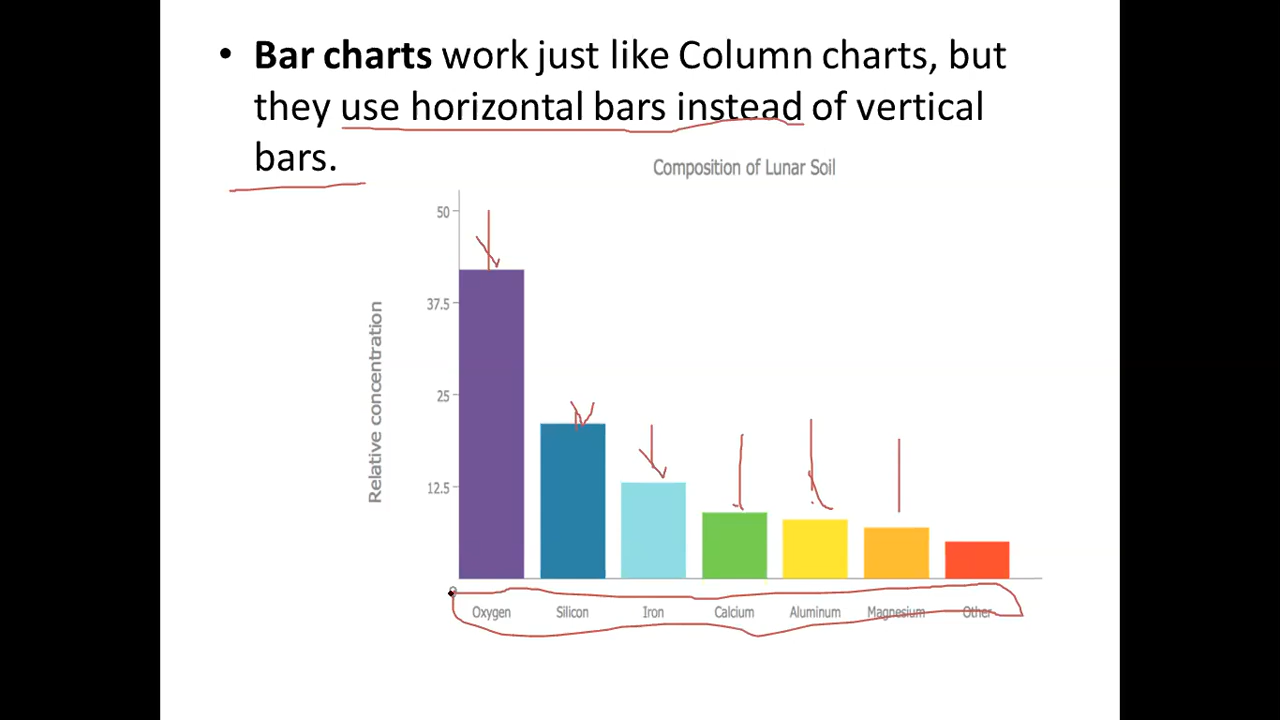 • Bar charts work just like Column charts, but
they use horizontal bars instead of vertical
bars.
Composition of Lunar Soil
Relative concentration
50
37.5
25
12.5
Oxygen Silicon Iron Calcium Aluminum Magnesium Other